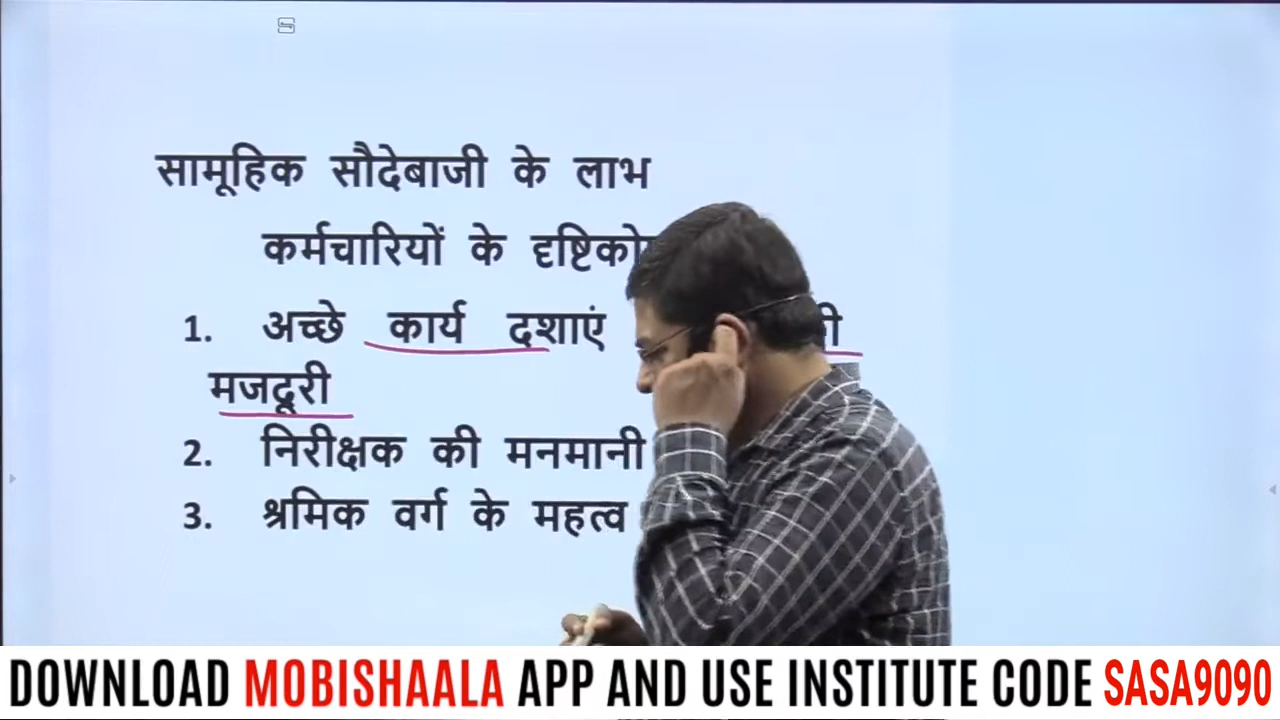 सामूहिक सौदेबाजी के लाभ
कर्मचारियों के
1. अच्छे कार्य दशाएं
मजदूरी
2. निरीक्षक की मनमानी
3. श्रमिक वर्ग के महत्व
DOWNLOAD MOBISHAALA APP AND USE INSTITUTE CODE SASA9090